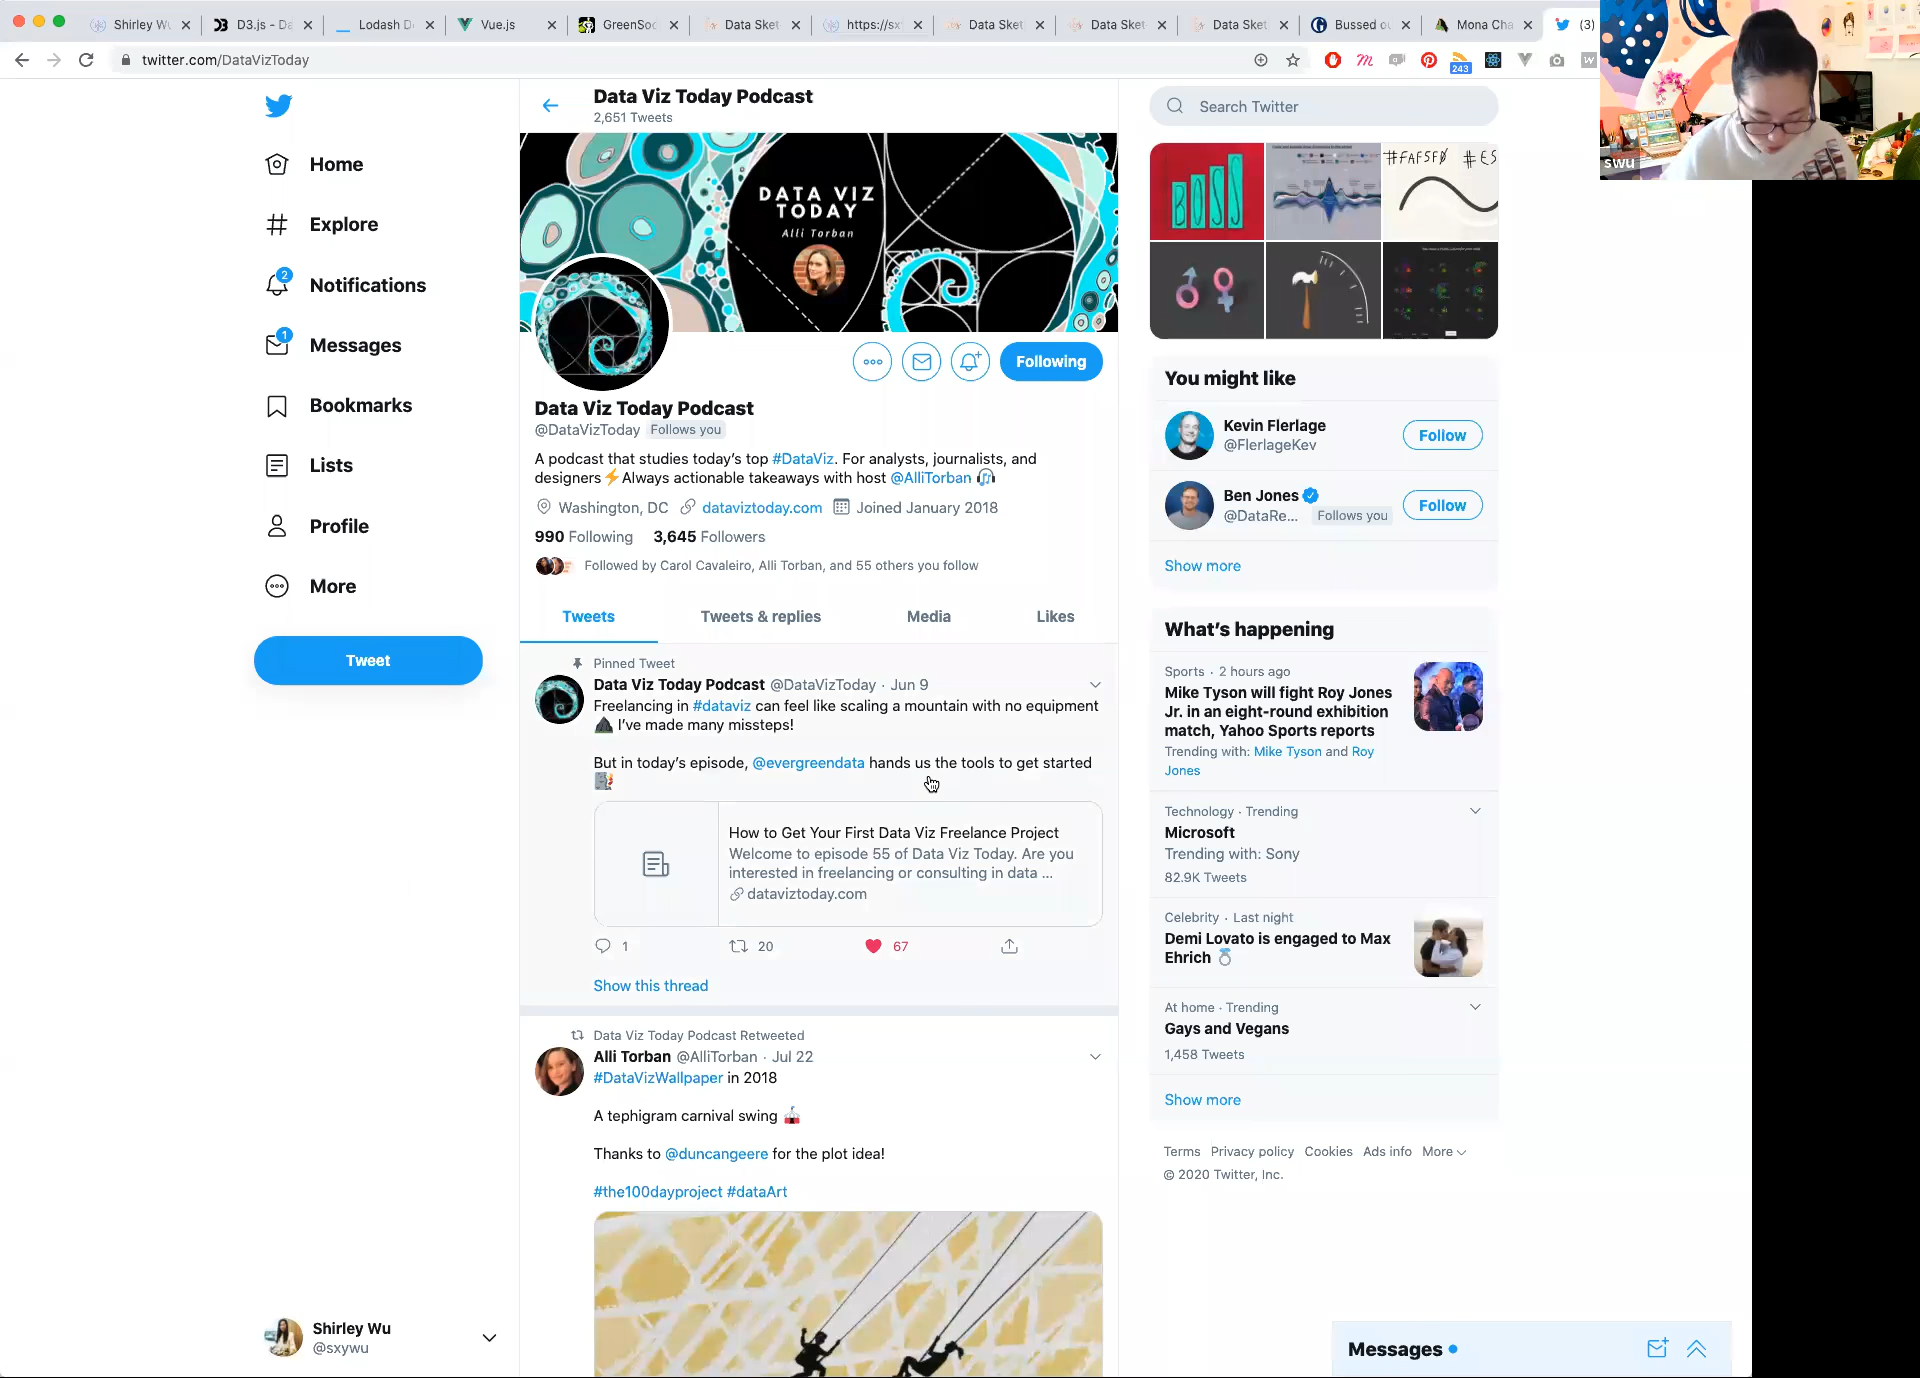 Shirley Wu
D3.js - Da
Lodash D
Vue.js
GreenSoc
Data Sket
https://sx
Data Sket
Data Sket
Data Sket
Bussed ou
Mona Cha
(3)
twitter.com/DataVizToday
243
swu
Home
Explore
2
Notifications
1
Messages
Bookmarks
Lists
Profile
More
Tweet
Shirley Wu
@sxywu
Data Viz Today Podcast
2,651 Tweets
DATA VIZ
TODAY
Alli Torban
Following
Data Viz Today Podcast
@DataVizToday Follows you
A podcast that studies today's top #DataViz. For analysts, journalists, and
designers⚡Always actionable takeaways with host @AlliTorban 🎧
Washington, DC dataviztoday.com Joined January 2018
990 Following 3,645 Followers
Followed by Carol Cavaleiro, Alli Torban, and 55 others you follow
Tweets Tweets & replies Media Likes
Pinned Tweet
Data Viz Today Podcast @DataVizToday · Jun 9
Freelancing in #dataviz can feel like scaling a mountain with no equipment
I've made many missteps!
But in today's episode, @evergreendata hands us the tools to get started
How to Get Your First Data Viz Freelance Project
Welcome to episode 55 of Data Viz Today. Are you
interested in freelancing or consulting in data ...
dataviztoday.com
1 20 67
Show this thread
Data Viz Today Podcast Retweeted
Alli Torban @AlliTorban · Jul 22
#DataVizWallpaper in 2018
A tephigram carnival swing 🎪
Thanks to @duncangeere for the plot idea!
#the100dayproject #dataArt
Search Twitter
BOSS
#FAF5F0 #E5
You might like
Kevin Flerlage
@FlerlageKev
Follow
Ben Jones
@DataRe... Follows you
Follow
Show more
What's happening
Sports · 2 hours ago
Mike Tyson will fight Roy Jones
Jr. in an eight-round exhibition
match, Yahoo Sports reports
Trending with: Mike Tyson and Roy
Jones
Technology · Trending
Microsoft
Trending with: Sony
82.9K Tweets
Celebrity · Last night
Demi Lovato is engaged to Max
Ehrich 💍
At home · Trending
Gays and Vegans
1,458 Tweets
Show more
Terms Privacy policy Cookies Ads info More
© 2020 Twitter, Inc.
Messages